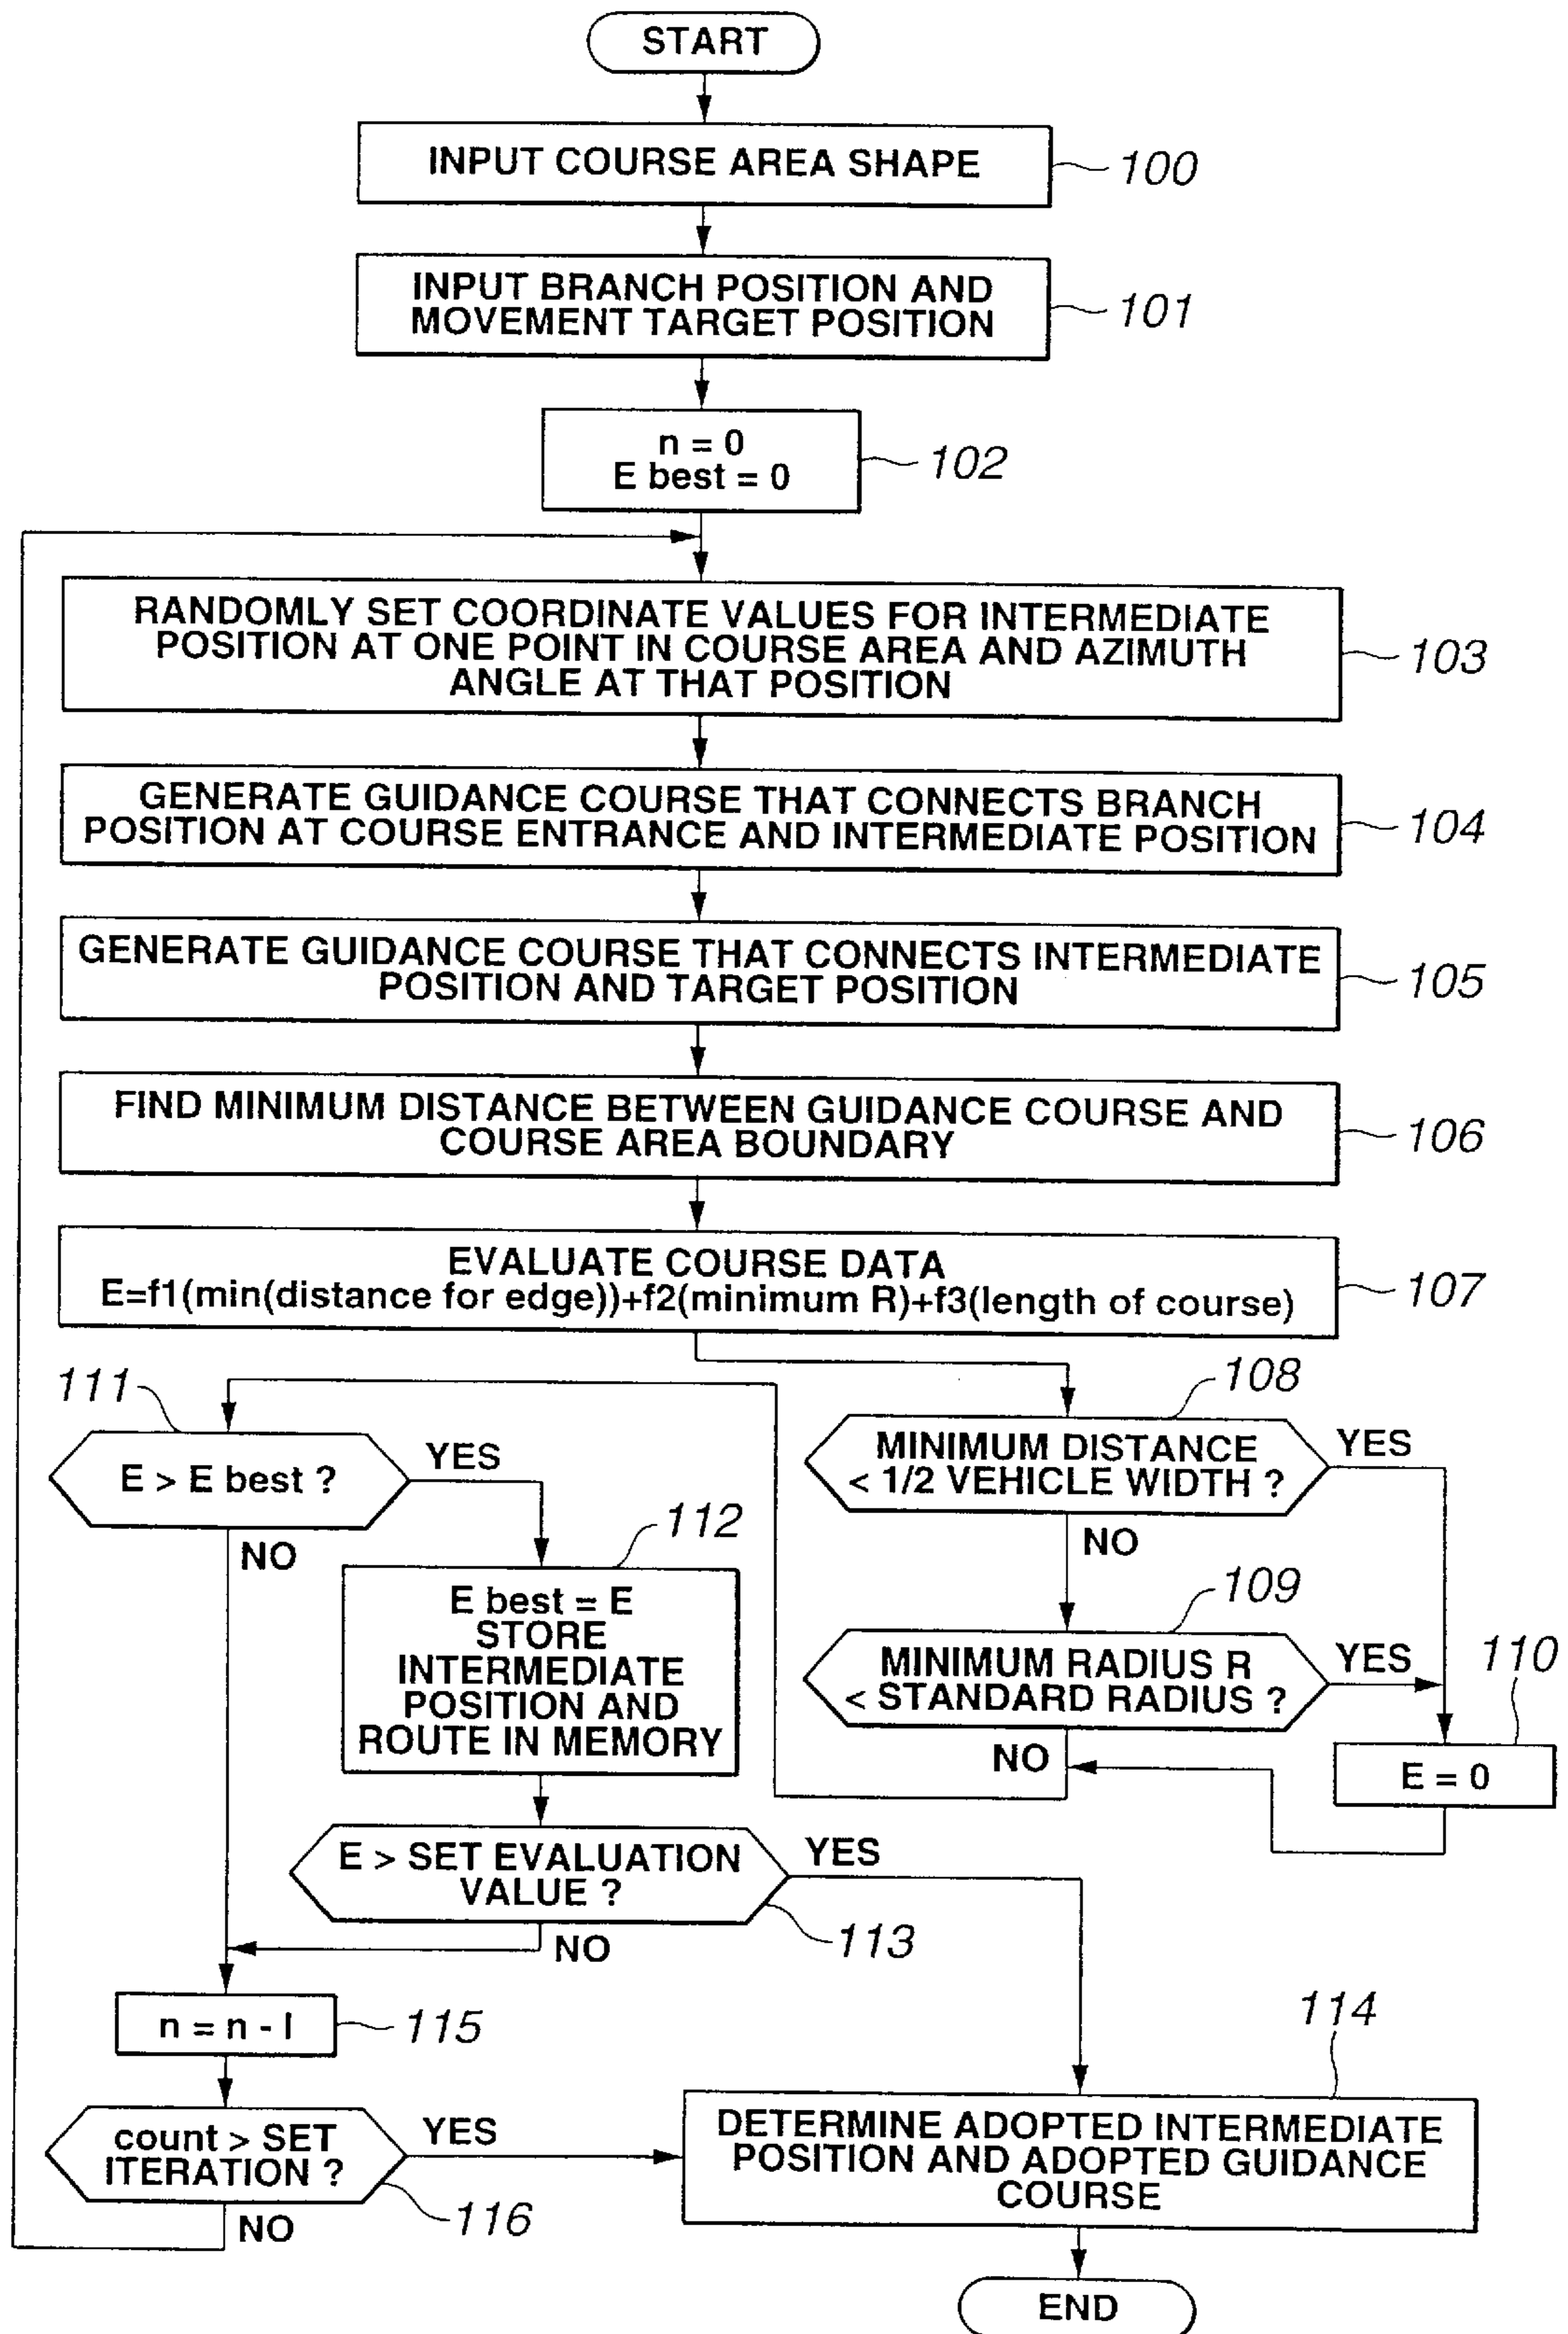 START
INPUT COURSE AREA SHAPE
100
INPUT BRANCH POSITION AND
MOVEMENT TARGET POSITION
101
n = 0
E best = 0
102
RANDOMLY SET COORDINATE VALUES FOR INTERMEDIATE
POSITION AT ONE POINT IN COURSE AREA AND AZIMUTH
ANGLE AT THAT POSITION
103
GENERATE GUIDANCE COURSE THAT CONNECTS BRANCH
POSITION AT COURSE ENTRANCE AND INTERMEDIATE POSITION
104
GENERATE GUIDANCE COURSE THAT CONNECTS INTERMEDIATE
POSITION AND TARGET POSITION
105
FIND MINIMUM DISTANCE BETWEEN GUIDANCE COURSE AND
COURSE AREA BOUNDARY
106
EVALUATE COURSE DATA
E=f1(min(distance for edge))+f2(minimum R)+f3(length of course)
107
108
MINIMUM DISTANCE
< 1/2 VEHICLE WIDTH ?
YES
NO
109
MINIMUM RADIUS R
< STANDARD RADIUS ?
YES
NO
110
E = 0
111
E > E best ?
YES
NO
112
E best = E
STORE
INTERMEDIATE
POSITION AND
ROUTE IN MEMORY
E > SET EVALUATION
VALUE ?
YES
NO
113
n = n - I
115
count > SET
ITERATION ?
YES
NO
116
114
DETERMINE ADOPTED INTERMEDIATE
POSITION AND ADOPTED GUIDANCE
COURSE
END